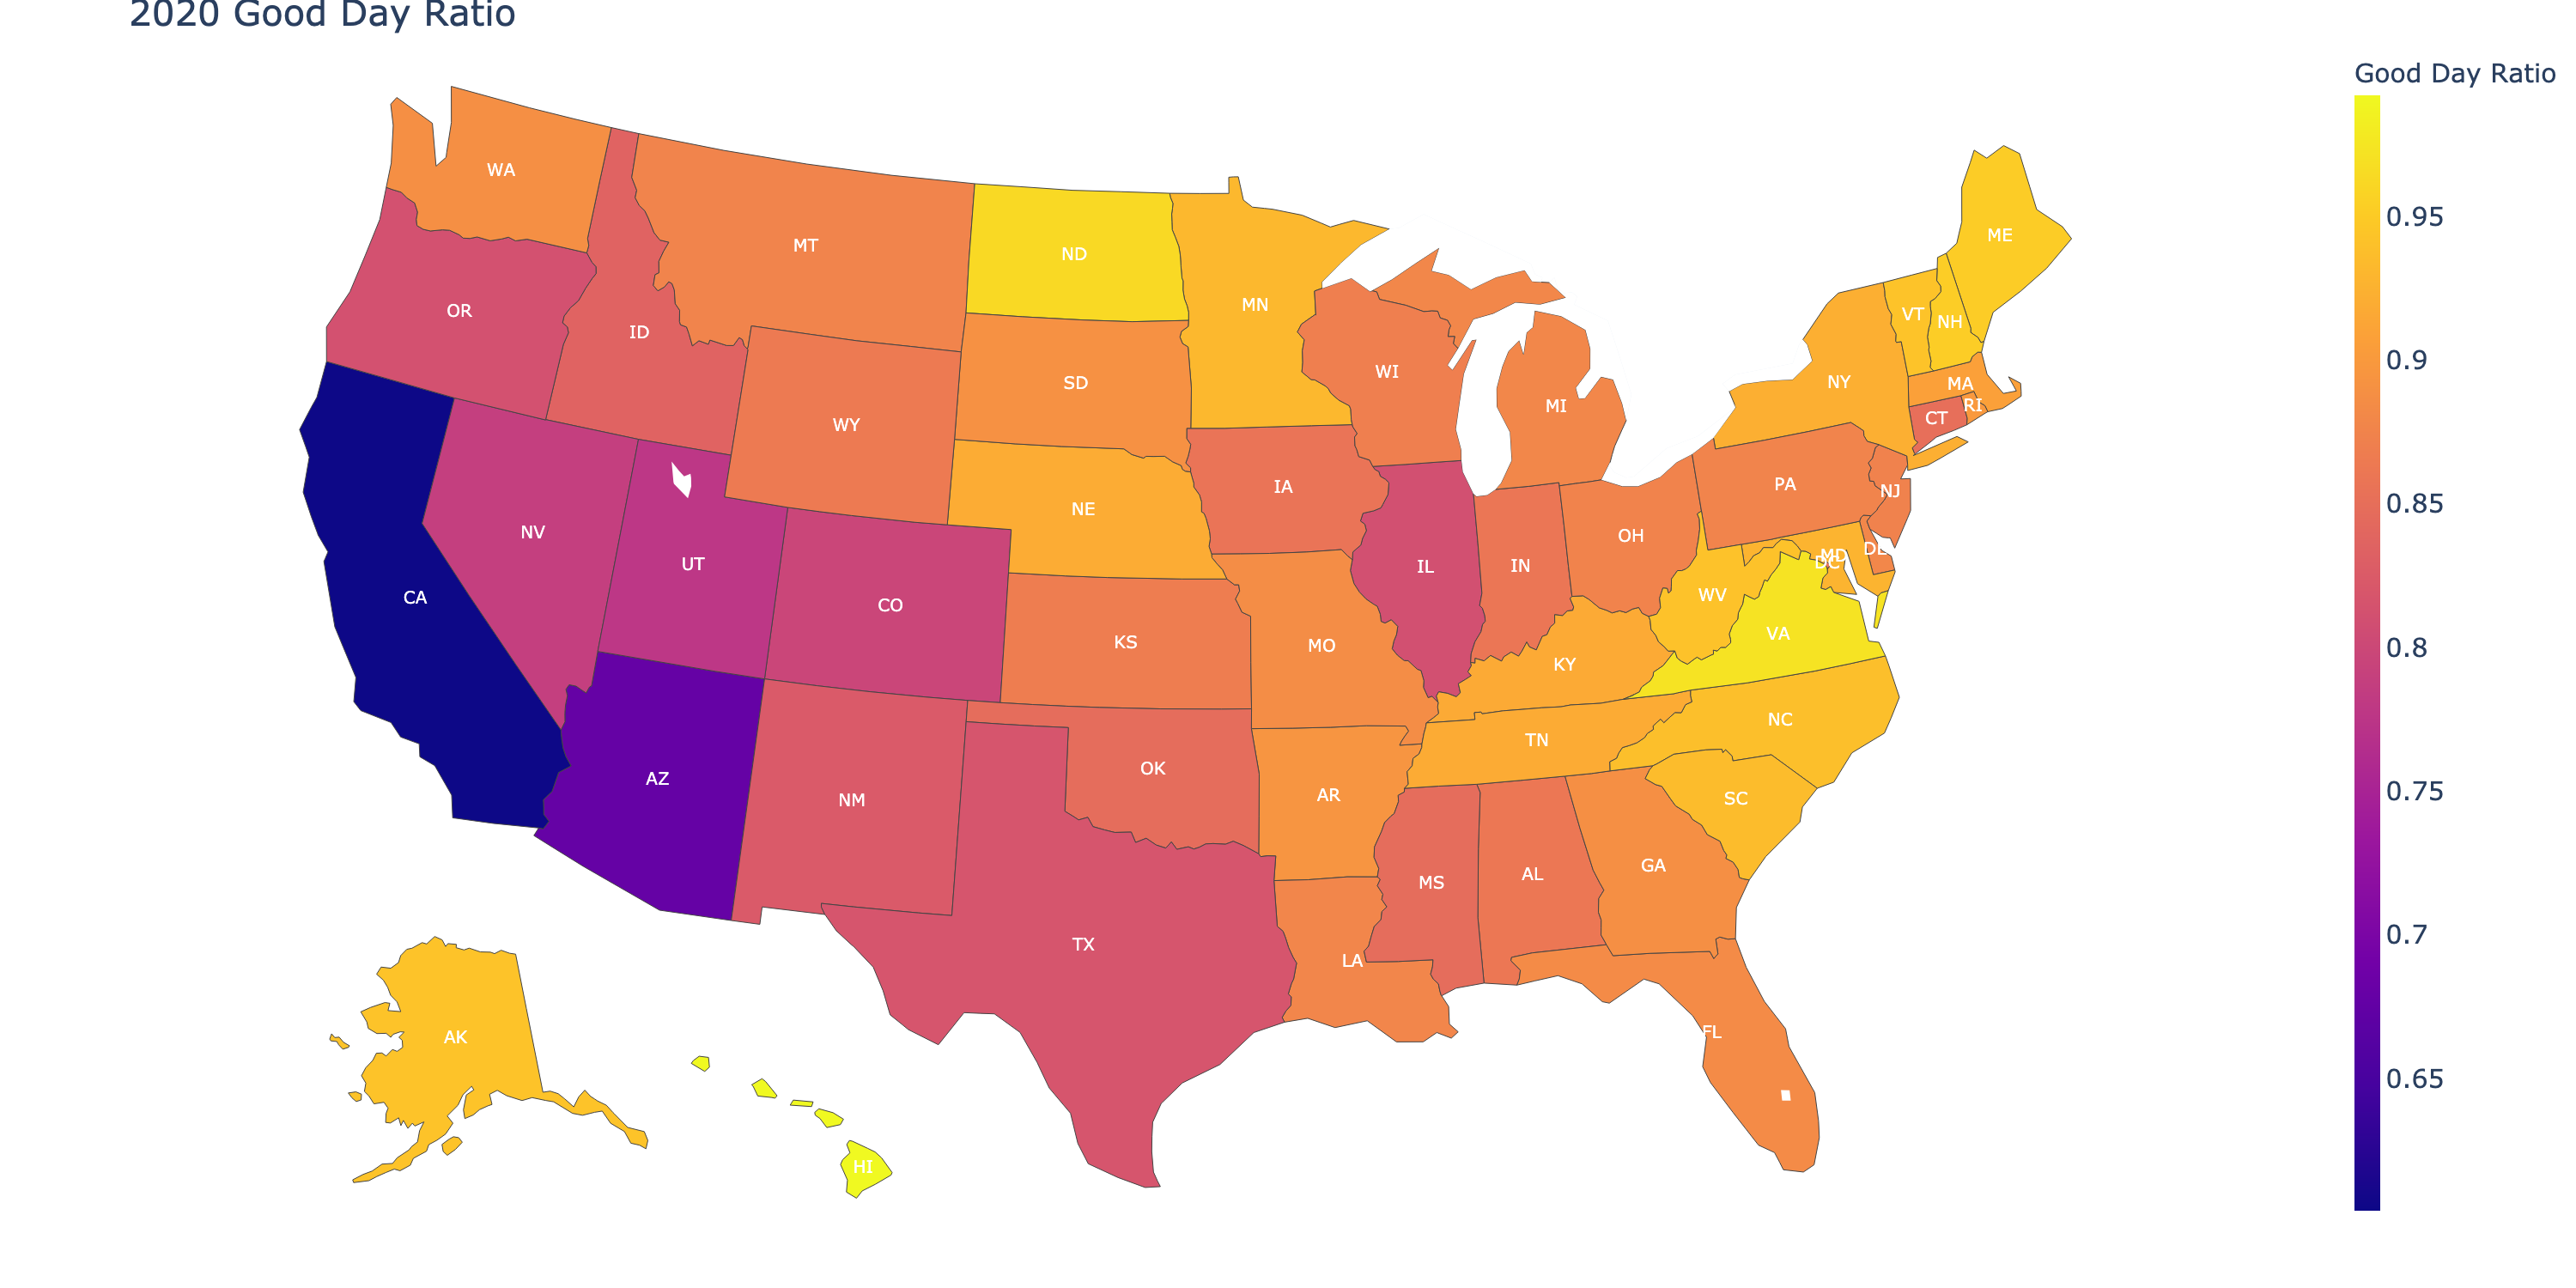 2020 Good Day Ratio
Good Day Ratio
0.95
0.9
0.85
0.8
0.75
0.7
0.65
WA
MT
ND
ME
OR
ID
MN
VT
NH
WI
SD
NY
MA
RI
CT
MI
WY
IA
NE
PA
NJ
NV
UT
CO
IL
IN
OH
MD
DC
DE
CA
WV
KS
MO
KY
VA
NC
TN
AZ
NM
OK
AR
SC
MS
AL
GA
TX
LA
FL
AK
HI